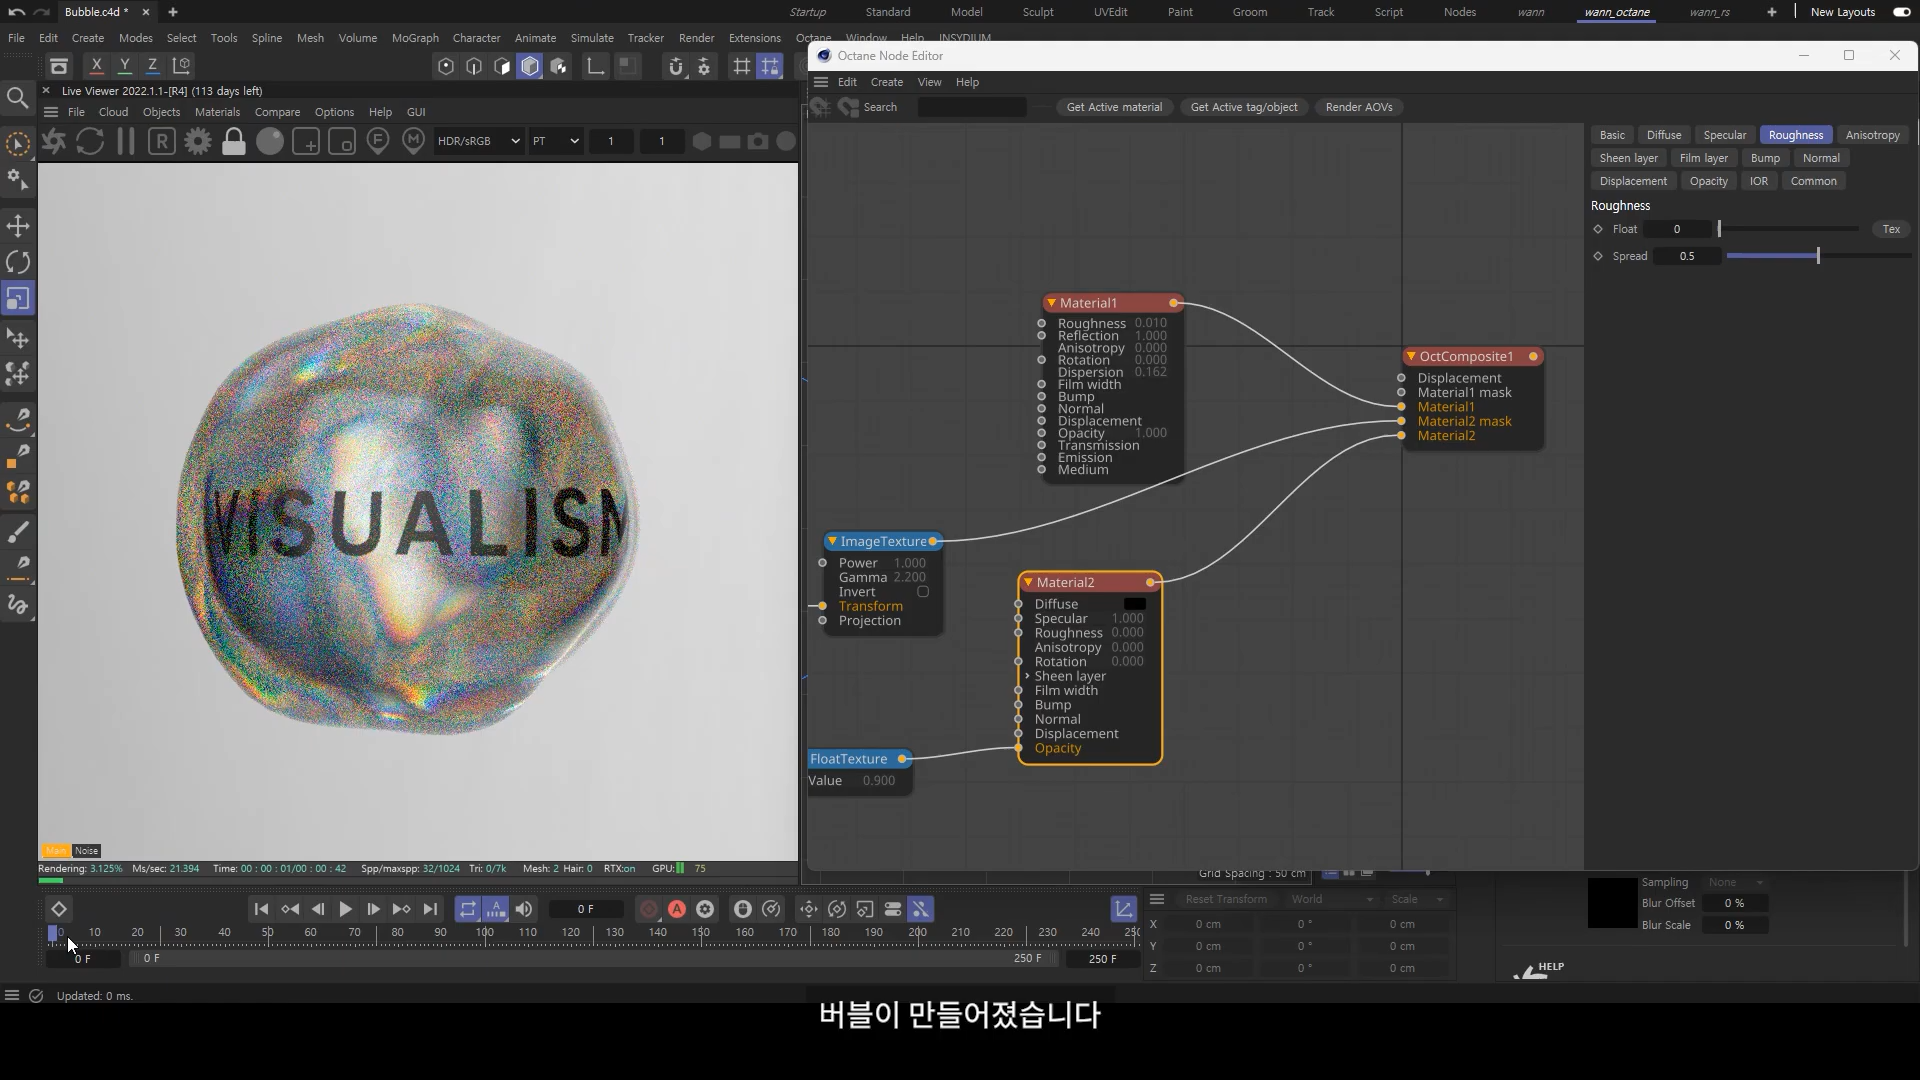 Bubble.c4d *
Startup
Standard
Model
Sculpt
UVEdit
Paint
Groom
Track
Script
Nodes
wann
wann_octane
wann_rs
New Layouts
File Edit Create Modes Select Tools Spline Mesh Volume MoGraph Character Animate Simulate Tracker Render Extensions Octane Window Help INSYDIUM
X Y Z
Live Viewer 2022.1.1-[R4] (113 days left)
File Cloud Objects Materials Compare Options Help GUI
R
F
M
HDR/sRGB
PT
1
1
VISUALISM
Main Noise
Rendering: 3.125% Ms/sec: 21.394 Time: 00 : 00 : 01/00 : 00 : 42 Spp/maxspp: 32/1024 Tri: 0/7k Mesh: 2 Hair: 0 RTX:on GPU: 75
Octane Node Editor
Edit Create View Help
Search
Get Active material
Get Active tag/object
Render AOVs
Material1
Roughness 0.010
Reflection 1.000
Anisotropy 0.000
Rotation 0.000
Dispersion 0.162
Film width
Bump
Normal
Displacement
Opacity 1.000
Transmission
Emission
Medium
OctComposite1
Displacement
Material1 mask
Material1
Material2 mask
Material2
ImageTexture
Power 1.000
Gamma 2.200
Invert
Transform
Projection
Material2
Diffuse
Specular 1.000
Roughness 0.000
Anisotropy 0.000
Rotation 0.000
Sheen layer
Film width
Bump
Normal
Displacement
Opacity
FloatTexture
Value 0.900
Basic Diffuse Specular Roughness Anisotropy
Sheen layer Film layer Bump Normal
Displacement Opacity IOR Common
Roughness
Float 0 Tex
Spread 0.5
Grid Spacing : 50 cm
0 F
A
0 10 20 30 40 50 60 70 80 90 100 110 120 130 140 150 160 170 180 190 200 210 220 230 240
0 F 0 F 250 F 250 F
Reset Transform World Scale
X 0 cm 0 ° 0 cm
Y 0 cm 0 ° 0 cm
Z 0 cm 0 ° 0 cm
Sampling None
Blur Offset 0 %
Blur Scale 0 %
HELP
Updated: 0 ms.
버블이 만들어졌습니다